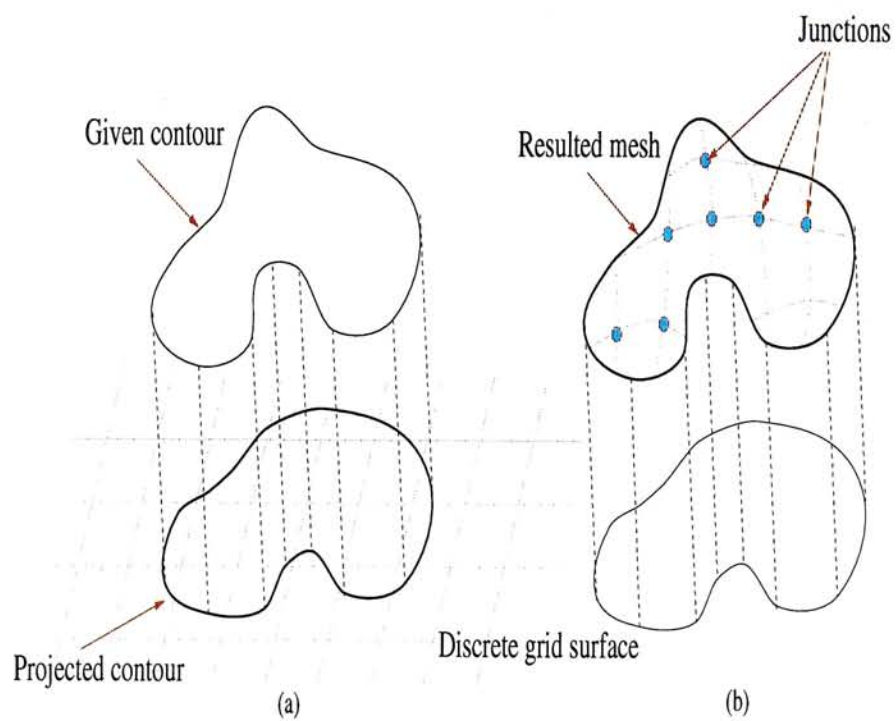 Junctions
Given contour
Resulted mesh
Discrete grid surface
Projected contour
(a)
(b)